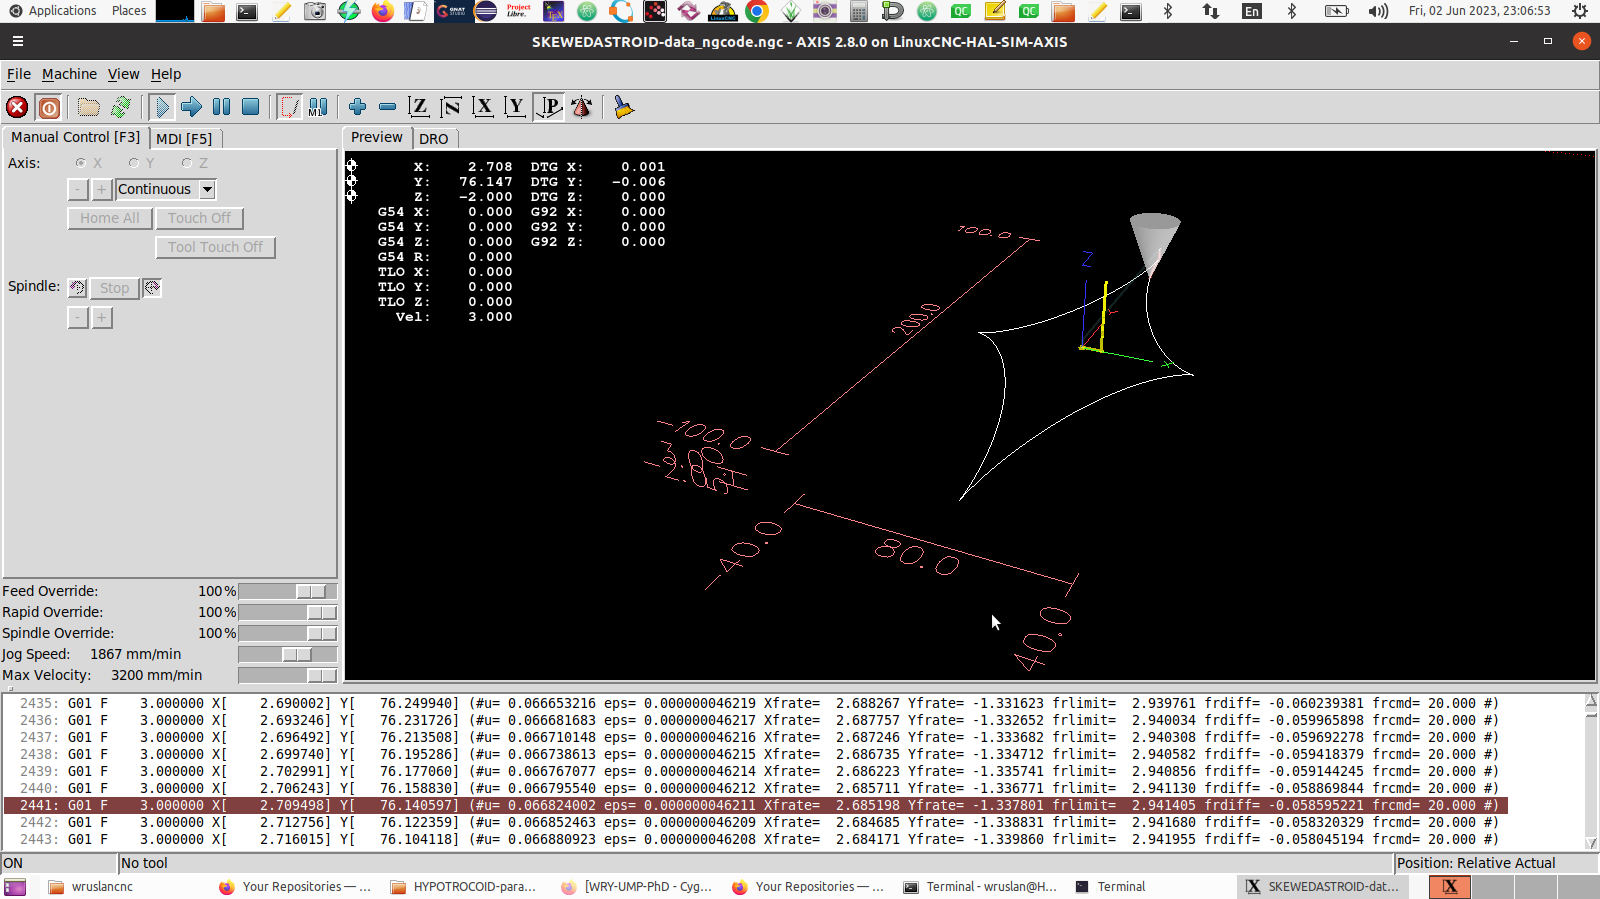 Applications Places
En
Fri, 02 Jun 2023, 23:06:53
SKEWEDASTROID-data_ngcode.ngc - AXIS 2.8.0 on LinuxCNC-HAL-SIM-AXIS
File Machine View Help
Manual Control [F3] MDI [F5]
Preview DRO
Axis: X Y Z
- + Continuous
Home All Touch Off
Tool Touch Off
Spindle: Stop
- +
X: 2.708 DTG X: 0.001
Y: 76.147 DTG Y: -0.006
Z: -2.000 DTG Z: 0.000
G54 X: 0.000 G92 X: 0.000
G54 Y: 0.000 G92 Y: 0.000
G54 Z: 0.000 G92 Z: 0.000
G54 R: 0.000
TLO X: 0.000
TLO Y: 0.000
TLO Z: 0.000
Vel: 3.000
100.0
Z
200.0
X
-100.0
-40.0
80.0
40.0
Feed Override: 100 %
Rapid Override: 100 %
Spindle Override: 100 %
Jog Speed: 1867 mm/min
Max Velocity: 3200 mm/min
2435: G01 F 3.000000 X[ 2.690002] Y[ 76.249940] (#u= 0.066653216 eps= 0.000000046219 Xfrate= 2.688267 Yfrate= -1.331623 frlimit= 2.939761 frdiff= -0.060239381 frcmd= 20.000 #)
2436: G01 F 3.000000 X[ 2.693246] Y[ 76.231726] (#u= 0.066681683 eps= 0.000000046217 Xfrate= 2.687757 Yfrate= -1.332652 frlimit= 2.940034 frdiff= -0.059965898 frcmd= 20.000 #)
2437: G01 F 3.000000 X[ 2.696492] Y[ 76.213508] (#u= 0.066710148 eps= 0.000000046216 Xfrate= 2.687246 Yfrate= -1.333682 frlimit= 2.940308 frdiff= -0.059692278 frcmd= 20.000 #)
2438: G01 F 3.000000 X[ 2.699740] Y[ 76.195286] (#u= 0.066738613 eps= 0.000000046215 Xfrate= 2.686735 Yfrate= -1.334712 frlimit= 2.940582 frdiff= -0.059418379 frcmd= 20.000 #)
2439: G01 F 3.000000 X[ 2.702991] Y[ 76.177060] (#u= 0.066767077 eps= 0.000000046214 Xfrate= 2.686223 Yfrate= -1.335741 frlimit= 2.940856 frdiff= -0.059144245 frcmd= 20.000 #)
2440: G01 F 3.000000 X[ 2.706243] Y[ 76.158830] (#u= 0.066795540 eps= 0.000000046212 Xfrate= 2.685711 Yfrate= -1.336771 frlimit= 2.941130 frdiff= -0.058869844 frcmd= 20.000 #)
2441: G01 F 3.000000 X[ 2.709498] Y[ 76.140597] (#u= 0.066824002 eps= 0.000000046211 Xfrate= 2.685198 Yfrate= -1.337801 frlimit= 2.941405 frdiff= -0.058595221 frcmd= 20.000 #)
2442: G01 F 3.000000 X[ 2.712756] Y[ 76.122359] (#u= 0.066852463 eps= 0.000000046209 Xfrate= 2.684685 Yfrate= -1.338831 frlimit= 2.941680 frdiff= -0.058320329 frcmd= 20.000 #)
2443: G01 F 3.000000 X[ 2.716015] Y[ 76.104118] (#u= 0.066880923 eps= 0.000000046208 Xfrate= 2.684171 Yfrate= -1.339860 frlimit= 2.941955 frdiff= -0.058045194 frcmd= 20.000 #)
ON No tool Position: Relative Actual
wruslancnc Your Repositories — ... HYPOTROCOID-para... [WRY-UMP-PhD - Cyg... Your Repositories — ... Terminal - wruslan@H... Terminal SKEWEDASTROID-dat...